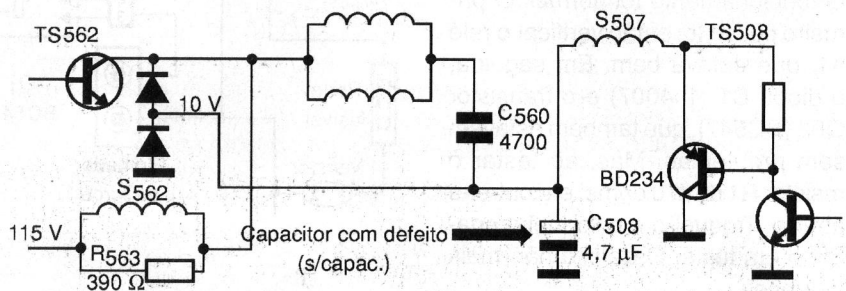 TS562
S507
TS508
10 V
C560
4700
BD234
S562
115 V
R563
390 Ω
Capacitor com defeito
(s/capac.)
C508
4,7 µF